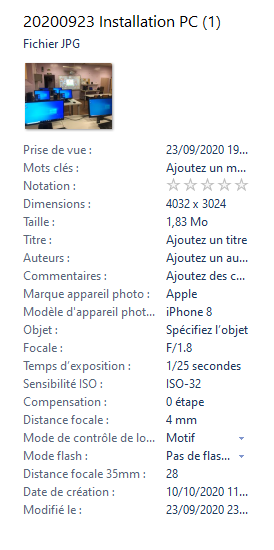 20200923 Installation PC (1)
Fichier JPG
Prise de vue : 23/09/2020 19...
Mots clés : Ajoutez un m...
Notation :
Dimensions : 4032 x 3024
Taille : 1,83 Mo
Titre : Ajoutez un titre
Auteurs : Ajoutez un au...
Commentaires : Ajoutez des c...
Marque appareil photo : Apple
Modèle d'appareil phot... iPhone 8
Objet : Spécifiez l'objet
Focale : F/1.8
Temps d'exposition : 1/25 secondes
Sensibilité ISO : ISO-32
Compensation : 0 étape
Distance focale : 4 mm
Mode de contrôle de lo... Motif
Mode flash : Pas de flas...
Distance focale 35mm : 28
Date de création : 10/10/2020 11...
Modifié le : 23/09/2020 23...